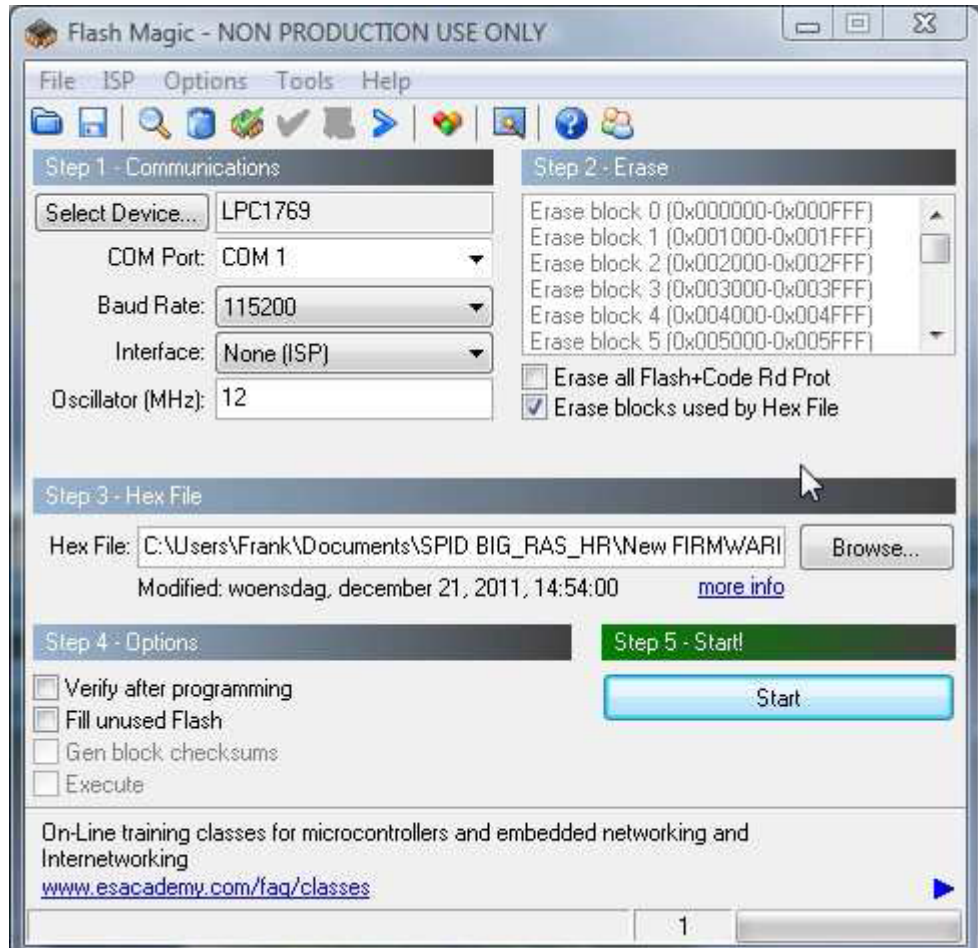 Flash Magic - NON PRODUCTION USE ONLY
File ISP Options Tools Help
Step 1 - Communications
Select Device... LPC1769
COM Port: COM 1
Baud Rate: 115200
Interface: None (ISP)
Oscillator (MHz): 12
Step 2 - Erase
Erase block 0 (0x000000-0x000FFF)
Erase block 1 (0x001000-0x001FFF)
Erase block 2 (0x002000-0x002FFF)
Erase block 3 (0x003000-0x003FFF)
Erase block 4 (0x004000-0x004FFF)
Erase block 5 (0x005000-0x005FFF)
Erase all Flash+Code Rd Prot
Erase blocks used by Hex File
Step 3 - Hex File
Hex File: C:\Users\Frank\Documents\SPID BIG_RAS_HR\New FIRMWARI Browse...
Modified: woensdag, december 21, 2011, 14:54:00 more info
Step 4 - Options
Verify after programming
Fill unused Flash
Gen block checksums
Execute
Step 5 - Start!
Start
On-Line training classes for microcontrollers and embedded networking and
Internetworking
www.esacademy.com/faq/classes
1